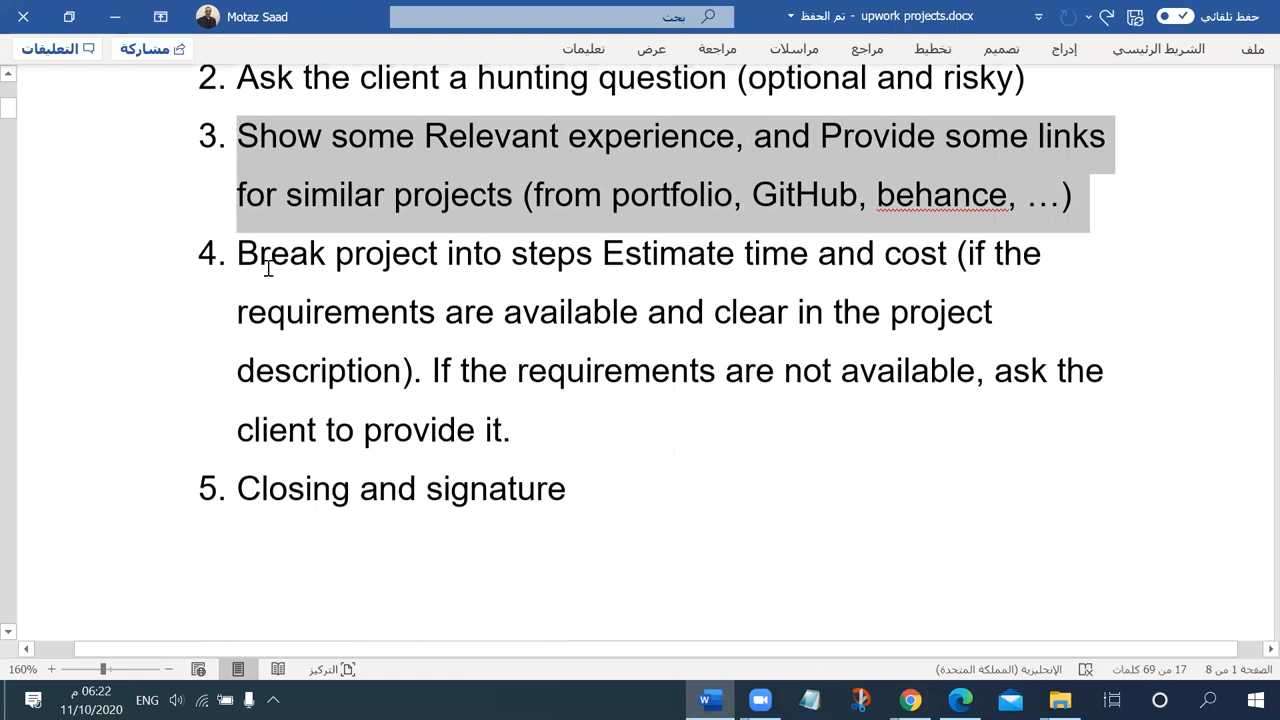 حفظ تلقائي
upwork projects.docx – تم الحفظ
بحث
Motaz Saad
ملف
الشريط الرئيسي
إدراج
تصميم
تخطيط
مراجع
مراسلات
مراجعة
عرض
تعليمات
مشاركة
التعليقات
2. Ask the client a hunting question (optional and risky)
3. Show some Relevant experience, and Provide some links
for similar projects (from portfolio, GitHub, behance, …)
4. Break project into steps Estimate time and cost (if the
requirements are available and clear in the project
description). If the requirements are not available, ask the
client to provide it.
5. Closing and signature
الصفحة 1 من 8
17 من 69 كلمات
الإنجليزية (المملكة المتحدة)
التركيز
160%
06:22 م
11/10/2020
ENG